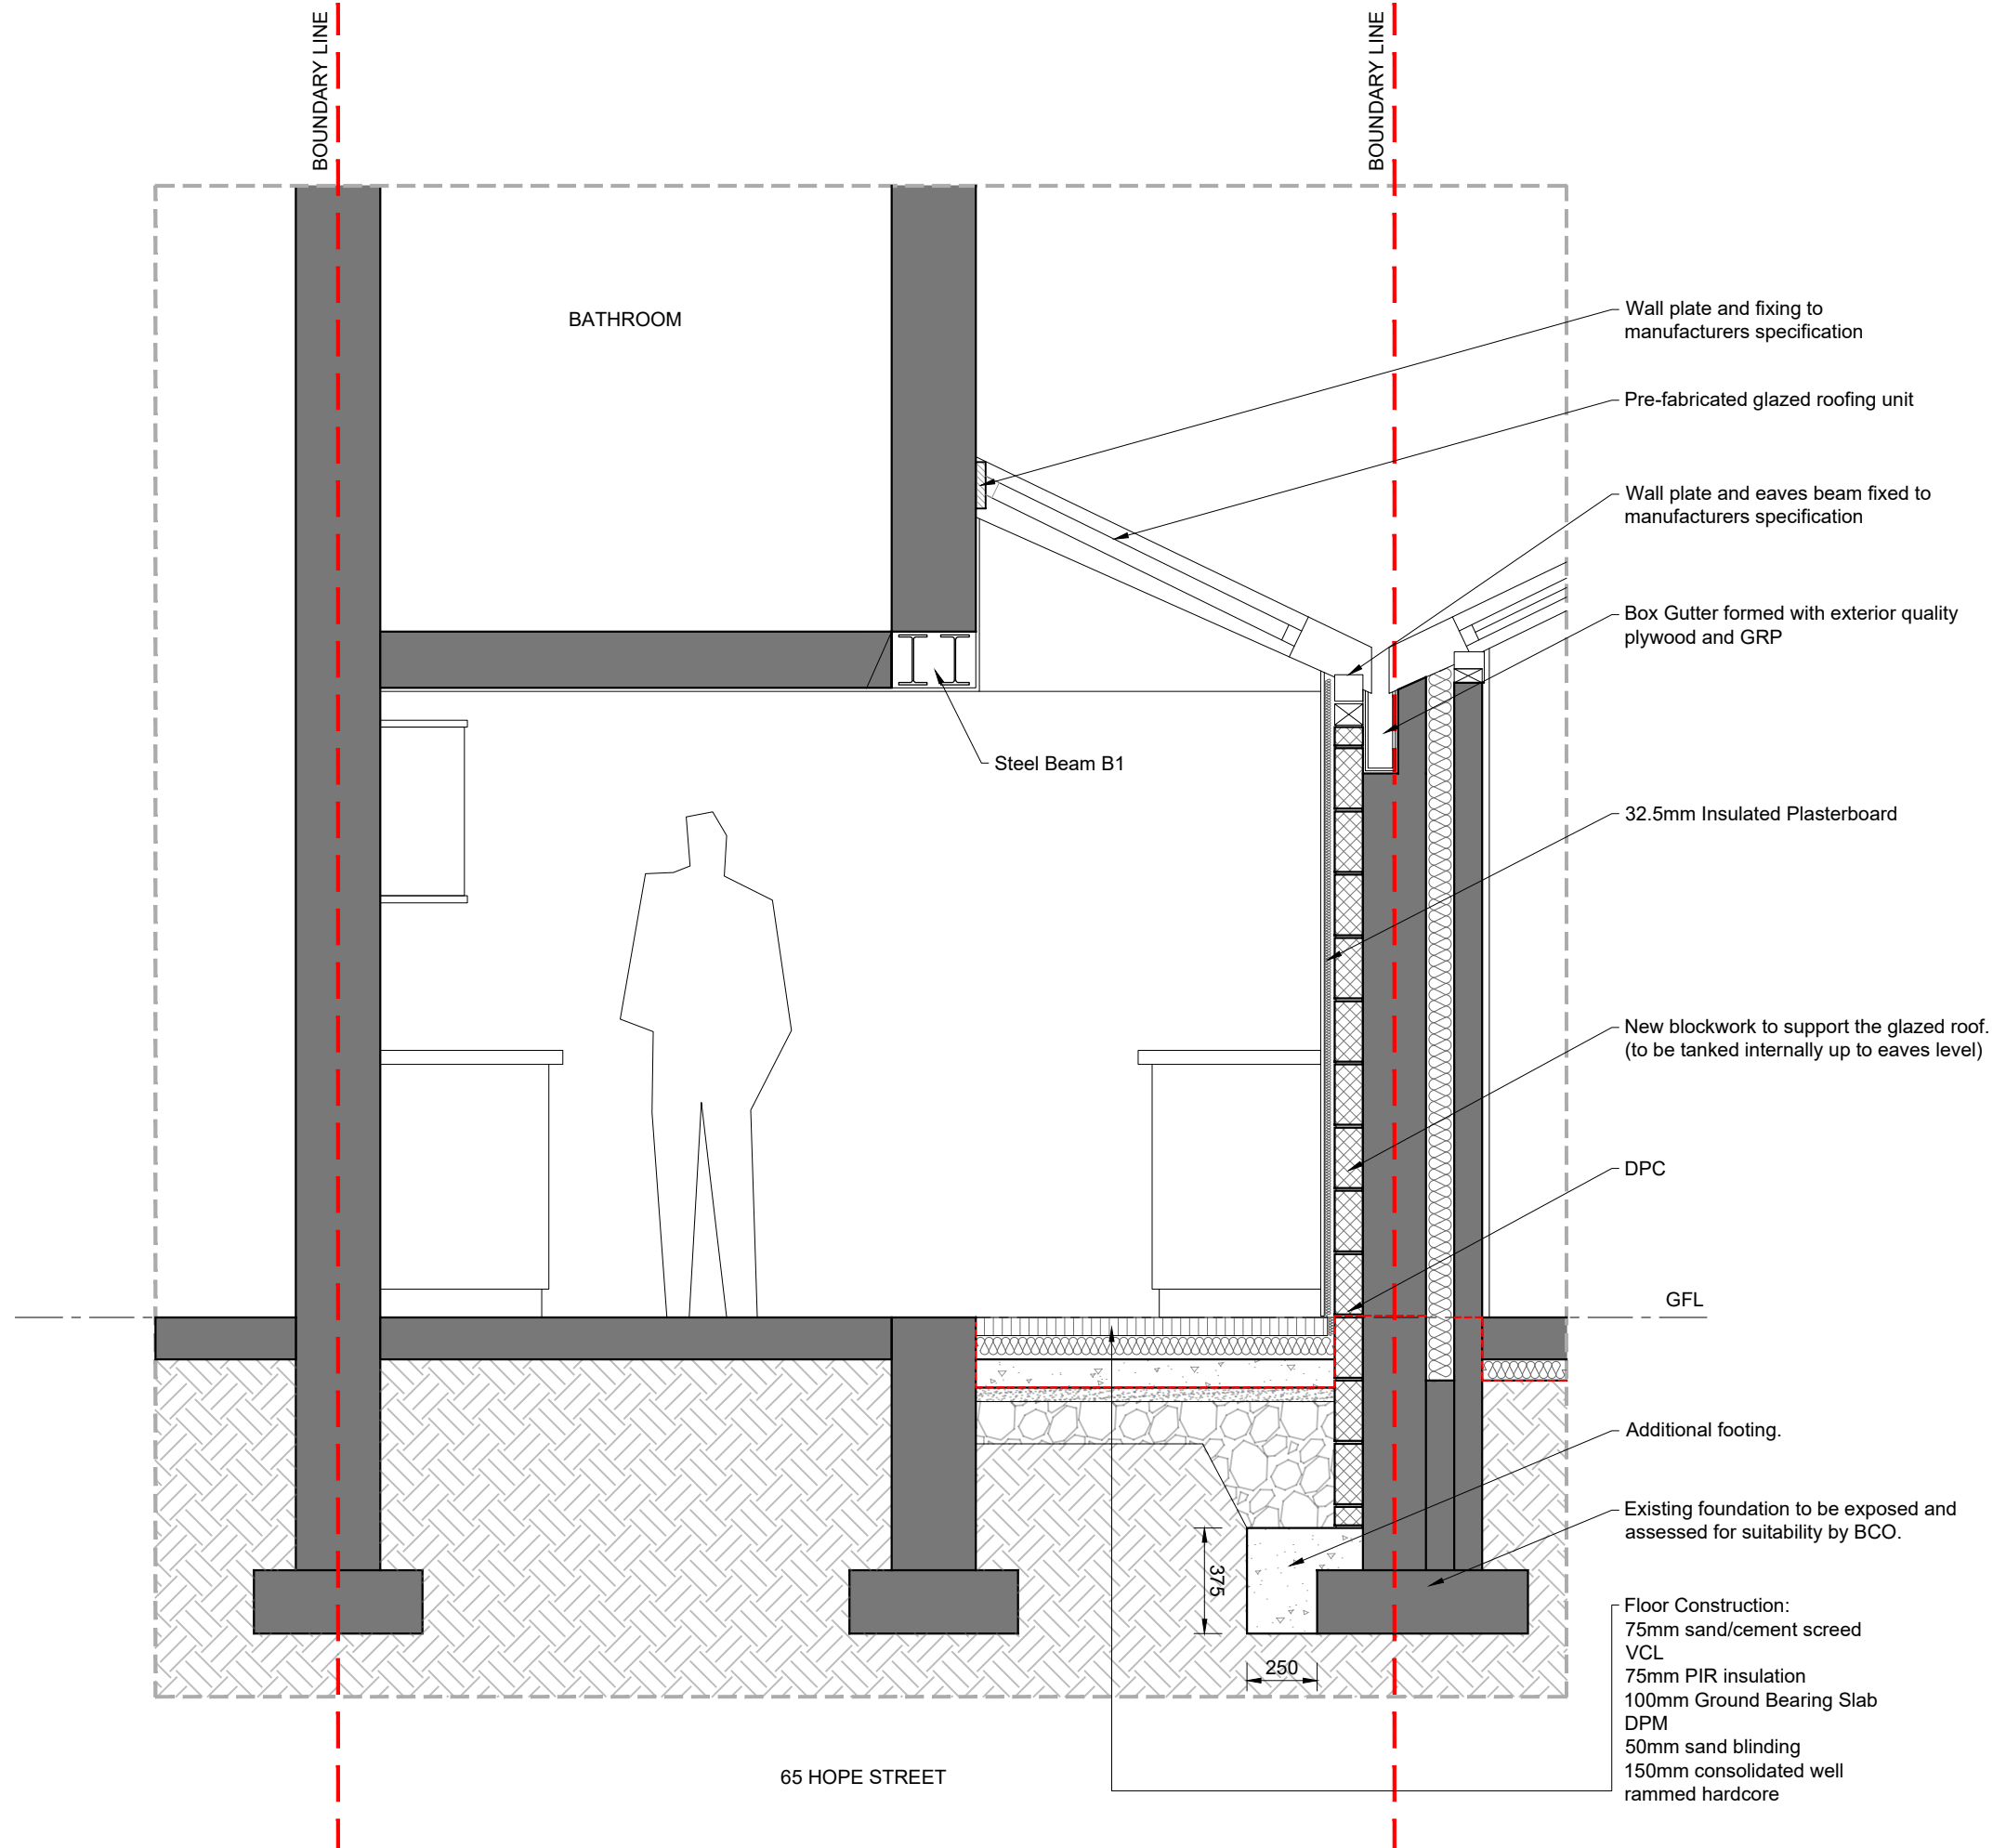 BOUNDARY LINE
BOUNDARY LINE
BATHROOM
Wall plate and fixing to
manufacturers specification
Pre-fabricated glazed roofing unit
Wall plate and eaves beam fixed to
manufacturers specification
Box Gutter formed with exterior quality
plywood and GRP
Steel Beam B1
32.5mm Insulated Plasterboard
New blockwork to support the glazed roof.
(to be tanked internally up to eaves level)
DPC
GFL
Additional footing.
Existing foundation to be exposed and
assessed for suitability by BCO.
375
250
Floor Construction:
75mm sand/cement screed
VCL
75mm PIR insulation
100mm Ground Bearing Slab
DPM
50mm sand blinding
150mm consolidated well
rammed hardcore
65 HOPE STREET